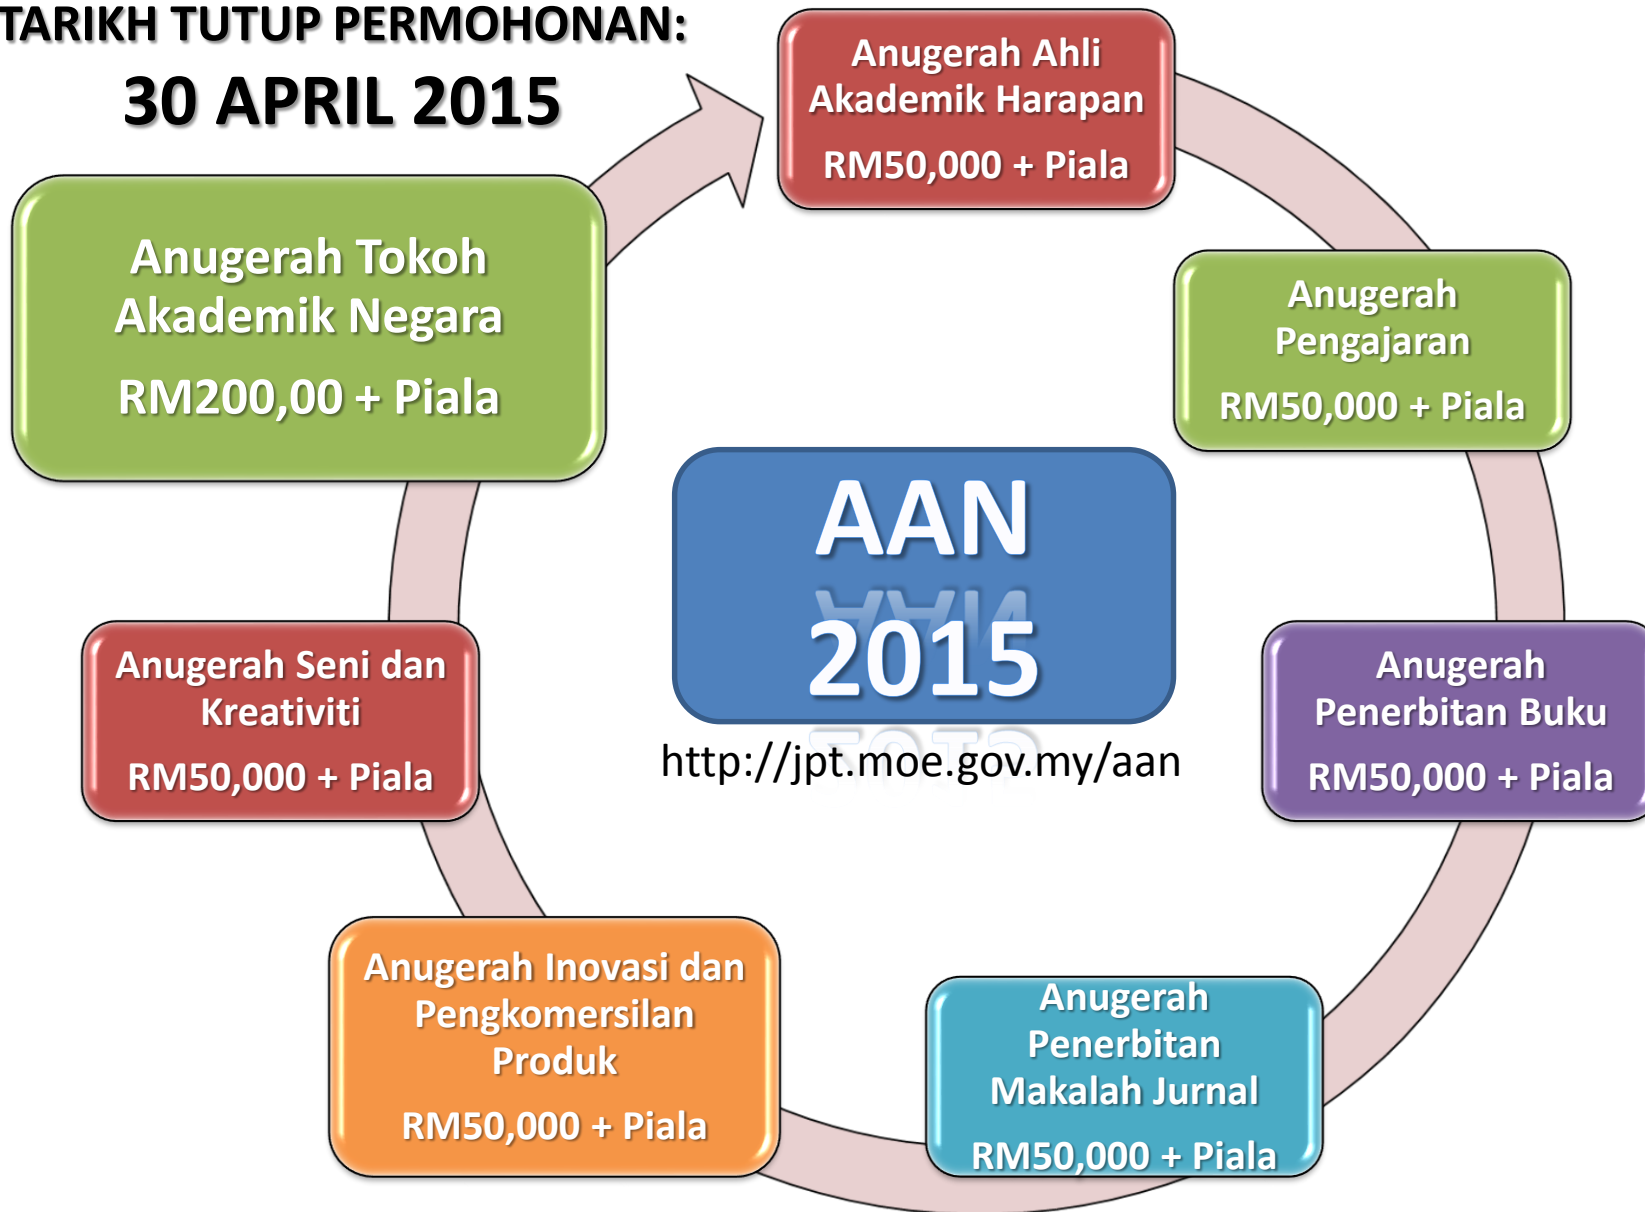 TARIKH TUTUP PERMOHONAN:
30 APRIL 2015
Anugerah Ahli
Akademik Harapan
RM50,000 + Piala
Anugerah
Pengajaran
RM50,000 + Piala
Anugerah
Penerbitan Buku
RM50,000 + Piala
Anugerah
Penerbitan
Makalah Jurnal
RM50,000 + Piala
Anugerah Inovasi dan
Pengkomersilan
Produk
RM50,000 + Piala
Anugerah Seni dan
Kreativiti
RM50,000 + Piala
Anugerah Tokoh
Akademik Negara
RM200,00 + Piala
AAN
2015
http://jpt.moe.gov.my/aan